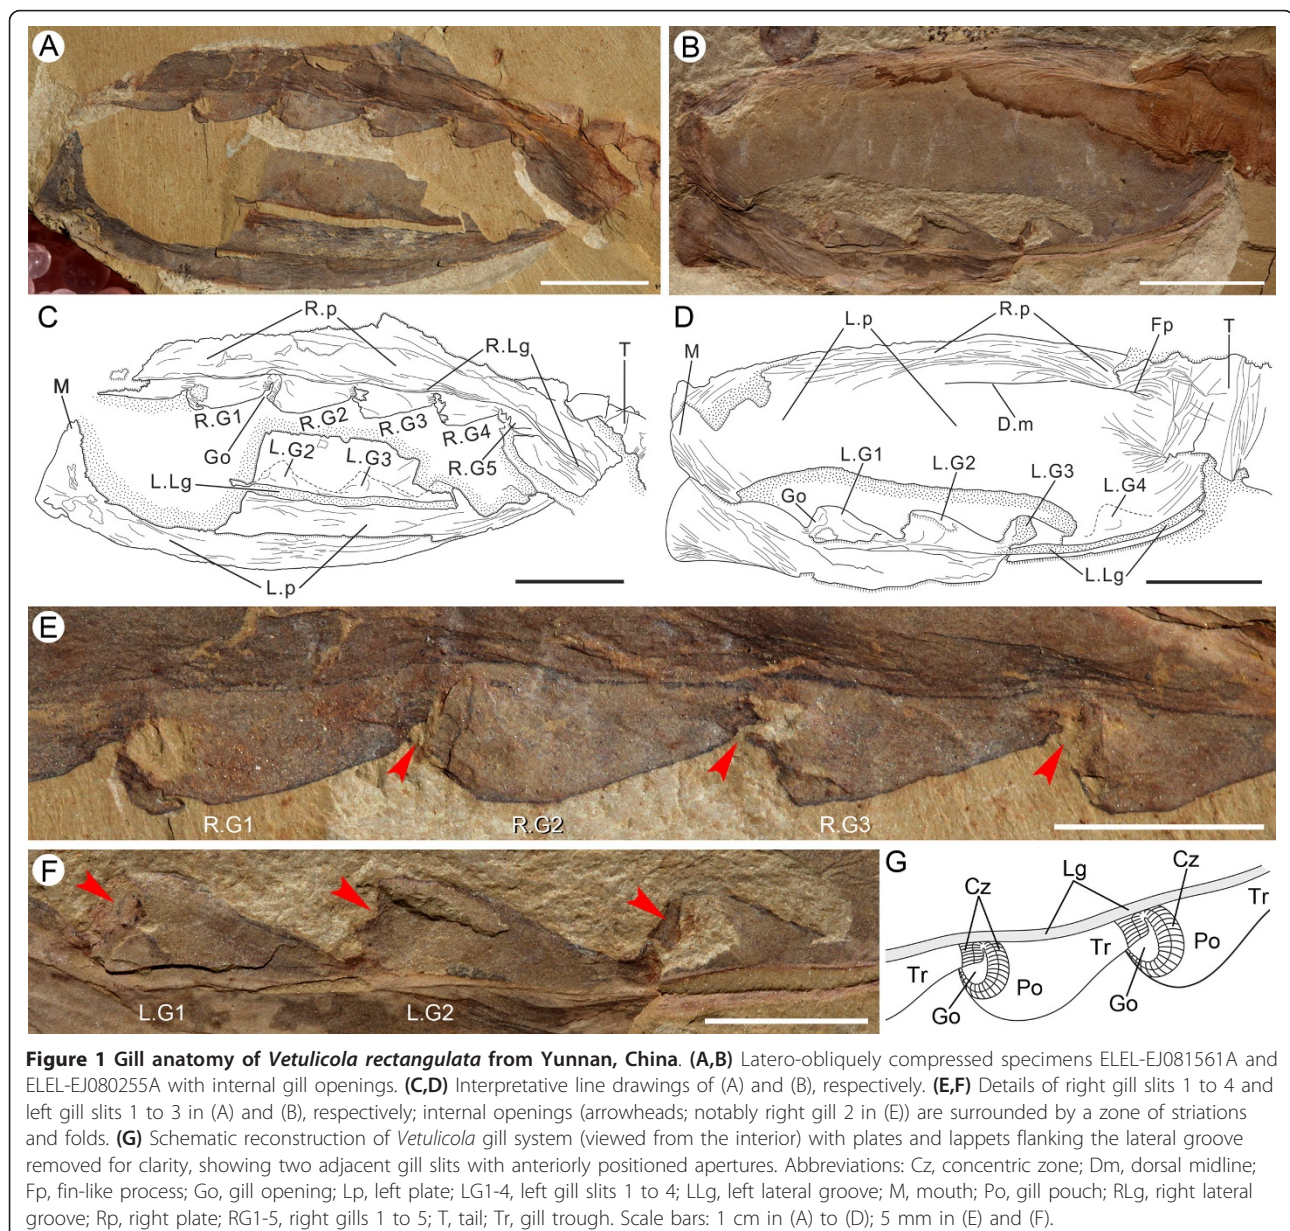 A
B
C
R.p
R.Lg
T
M
R.G1
R.G2
R.G3
R.G4
R.G5
Go
L.G2
L.G3
L.Lg
L.p
D
L.p
R.p
Fp
T
M
D.m
L.G1
L.G2
L.G3
L.G4
Go
L.Lg
E
R.G1
R.G2
R.G3
F
L.G1
L.G2
G
Cz
Lg
Cz
Tr
Tr
Po
Tr
Po
Go
Go
Figure 1 Gill anatomy of Vetulicola rectangulata from Yunnan, China. (A,B) Latero-obliquely compressed specimens ELEL-EJ081561A and
ELEL-EJ080255A with internal gill openings. (C,D) Interpretative line drawings of (A) and (B), respectively. (E,F) Details of right gill slits 1 to 4 and
left gill slits 1 to 3 in (A) and (B), respectively; internal openings (arrowheads; notably right gill 2 in (E)) are surrounded by a zone of striations
and folds. (G) Schematic reconstruction of Vetulicola gill system (viewed from the interior) with plates and lappets flanking the lateral groove
removed for clarity, showing two adjacent gill slits with anteriorly positioned apertures. Abbreviations: Cz, concentric zone; Dm, dorsal midline;
Fp, fin-like process; Go, gill opening; Lp, left plate; LG1-4, left gill slits 1 to 4; LLg, left lateral groove; M, mouth; Po, gill pouch; RLg, right lateral
groove; Rp, right plate; RG1-5, right gills 1 to 5; T, tail; Tr, gill trough. Scale bars: 1 cm in (A) to (D); 5 mm in (E) and (F).